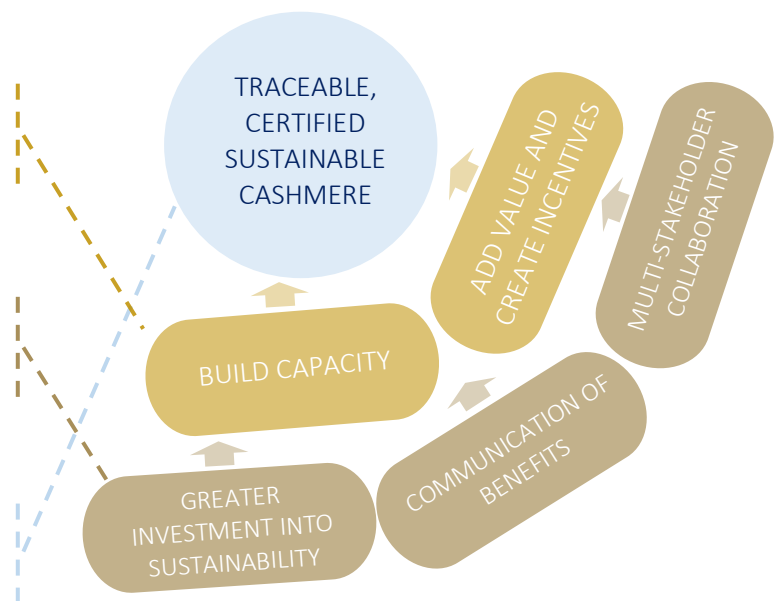 TRACEABLE,
CERTIFIED
SUSTAINABLE
CASHMERE
ADD VALUE AND
CREATE INCENTIVES
MULTI-STAKEHOLDER
COLLABORATION
BUILD CAPACITY
COMMUNICATION OF
BENEFITS
GREATER
INVESTMENT INTO
SUSTAINABILITY